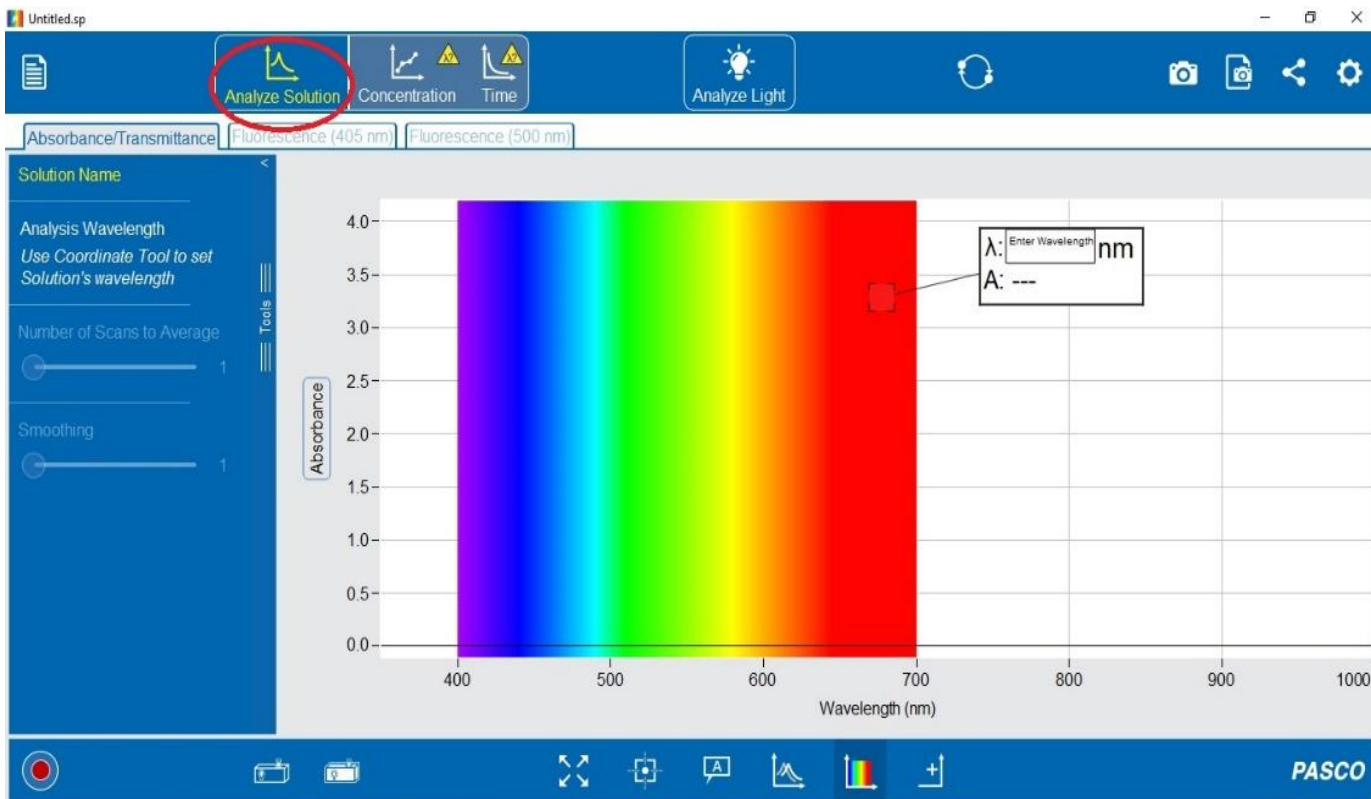 Untitled.sp
Analyze Solution
Concentration
λ?
Time
λ?
Analyze Light
Absorbance/Transmittance
Fluorescence (405 nm)
Fluorescence (500 nm)
Solution Name
<
Analysis Wavelength
Use Coordinate Tool to set
Solution's wavelength
Number of Scans to Average
1
Smoothing
1
Tools
Absorbance
4.0
3.5
3.0
2.5
2.0
1.5
1.0
0.5
0.0
λ: Enter Wavelength nm
A: ---
400 500 600 700 800 900 1000
Wavelength (nm)
A
PASCO